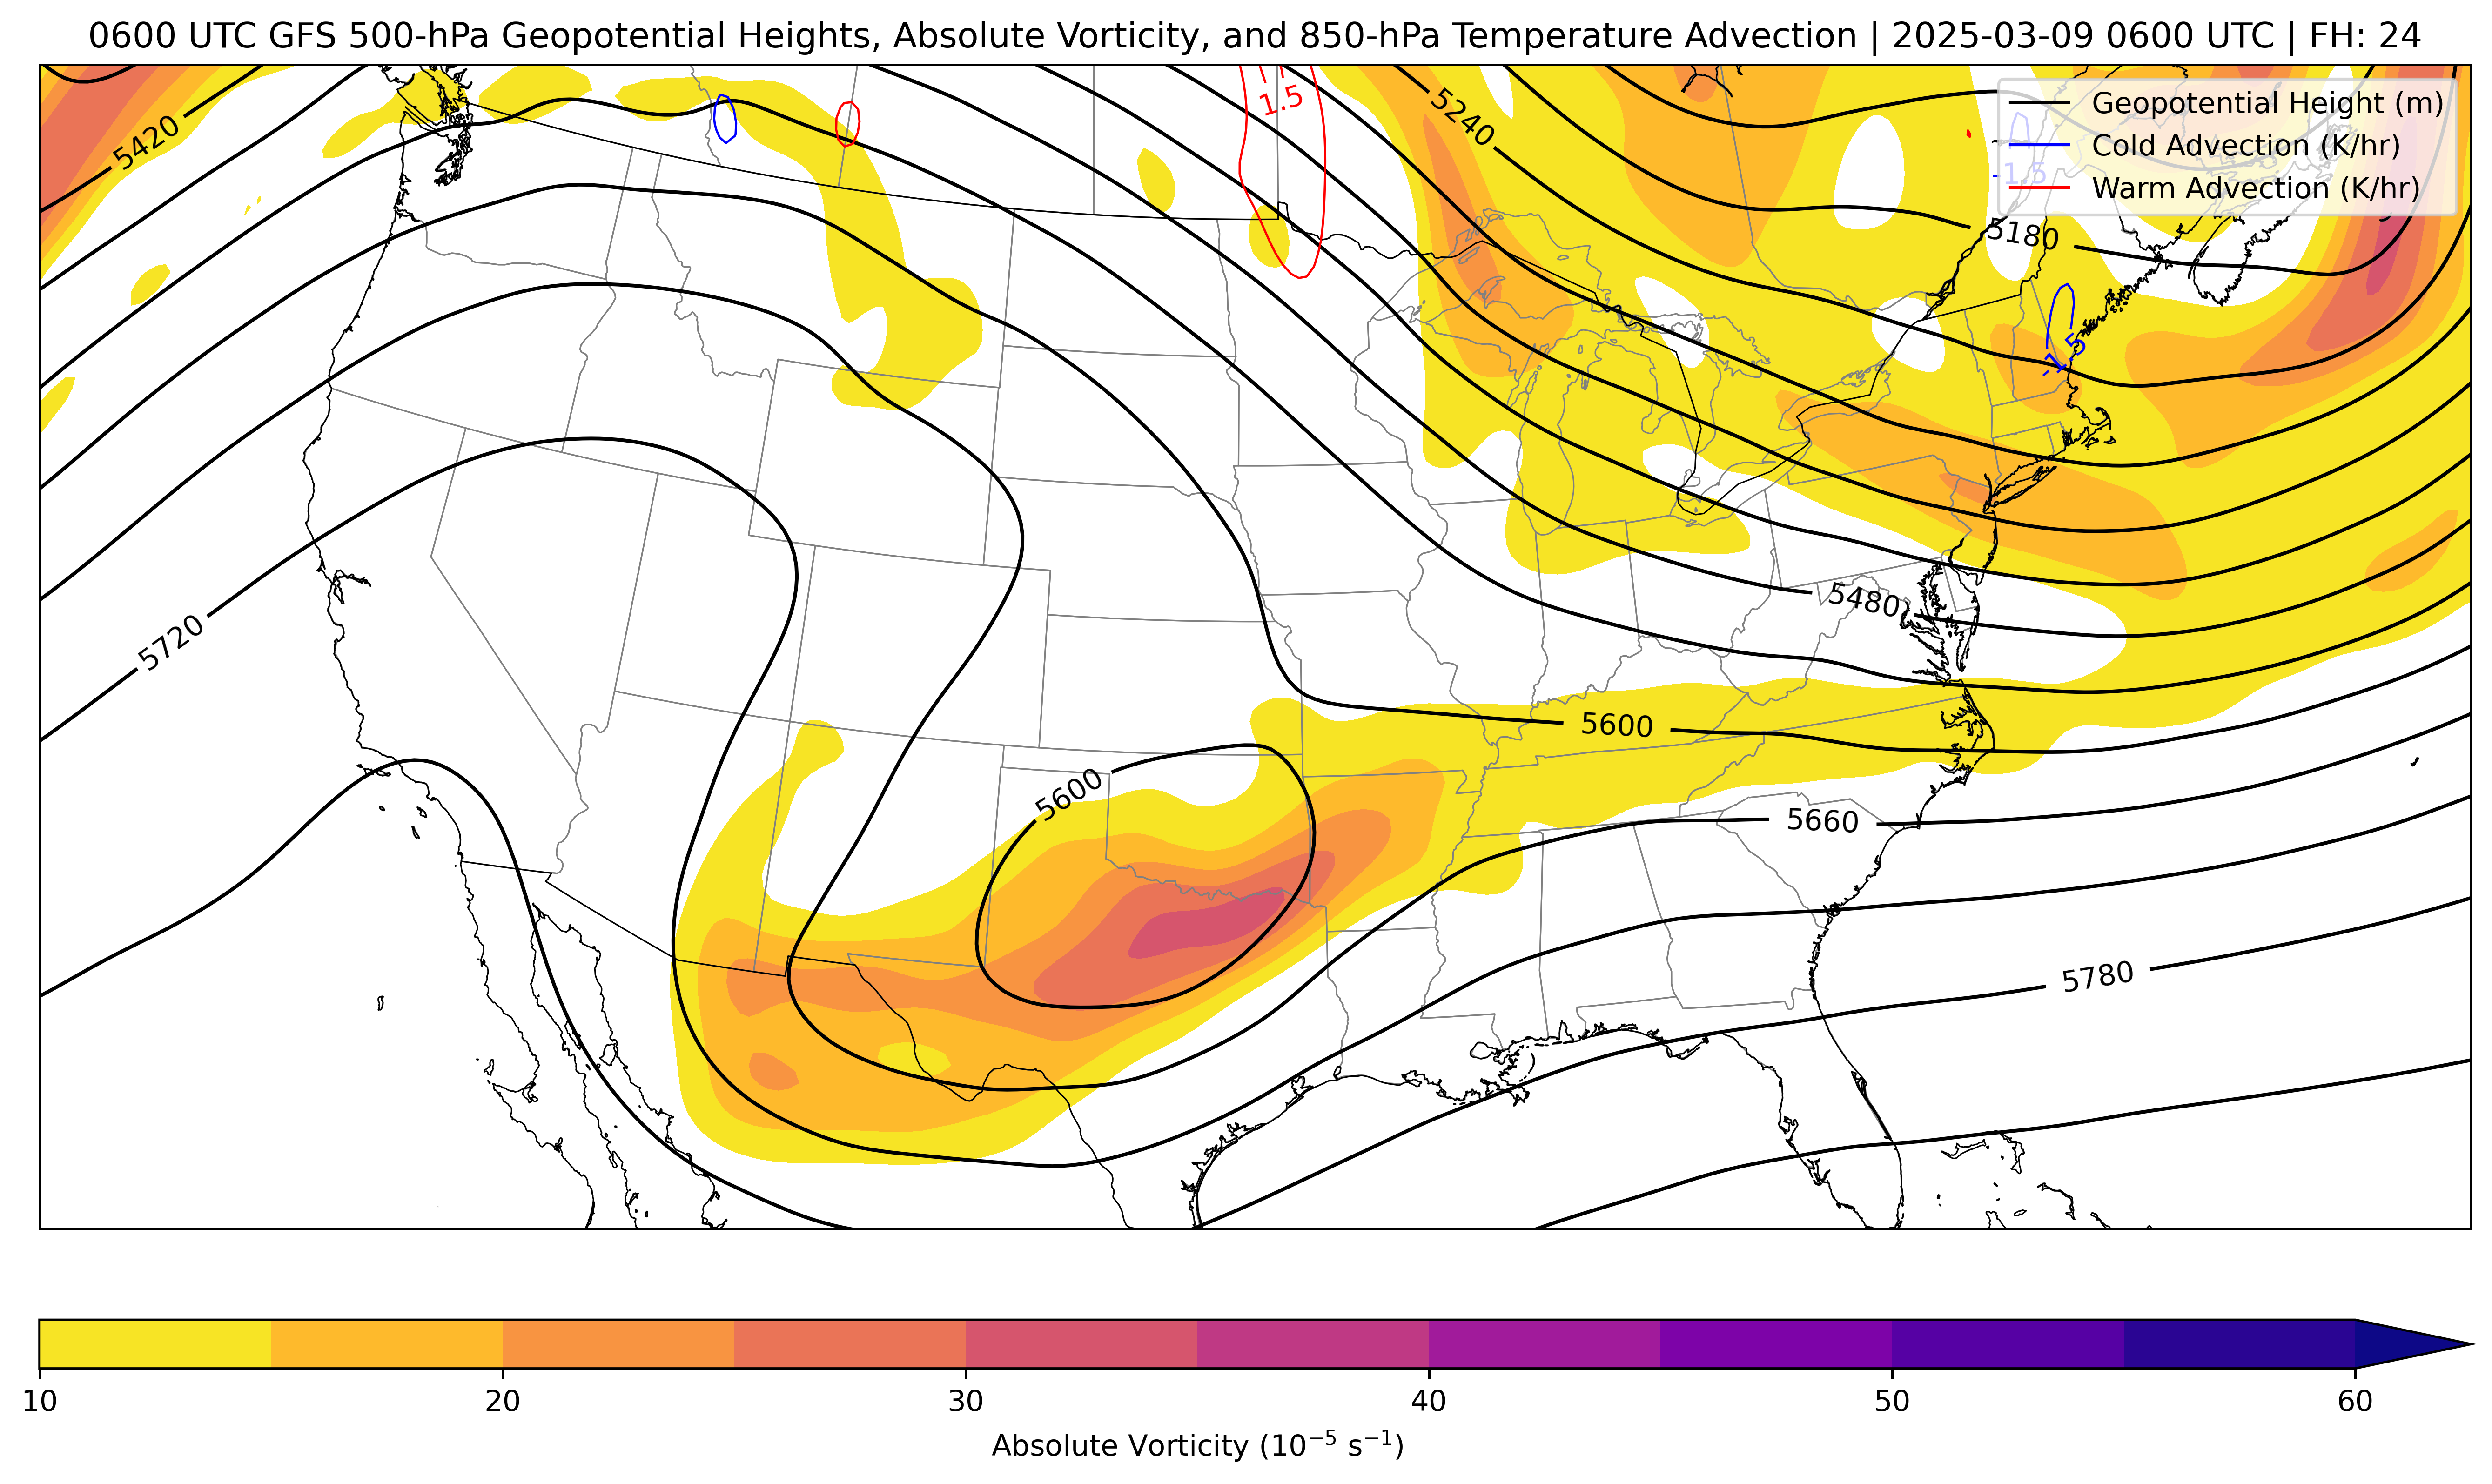 0600 UTC GFS 500-hPa Geopotential Heights, Absolute Vorticity, and 850-hPa Temperature Advection | 2025-03-09 0600 UTC | FH: 24
Geopotential Height (m)
Cold Advection (K/hr)
Warm Advection (K/hr)
1.5
5240
5420
-1.5
5180
-1.5
5480
5720
5600
5600
5660
5780
10 20 30 40 50 60
Absolute Vorticity (10⁻⁵ s⁻¹)